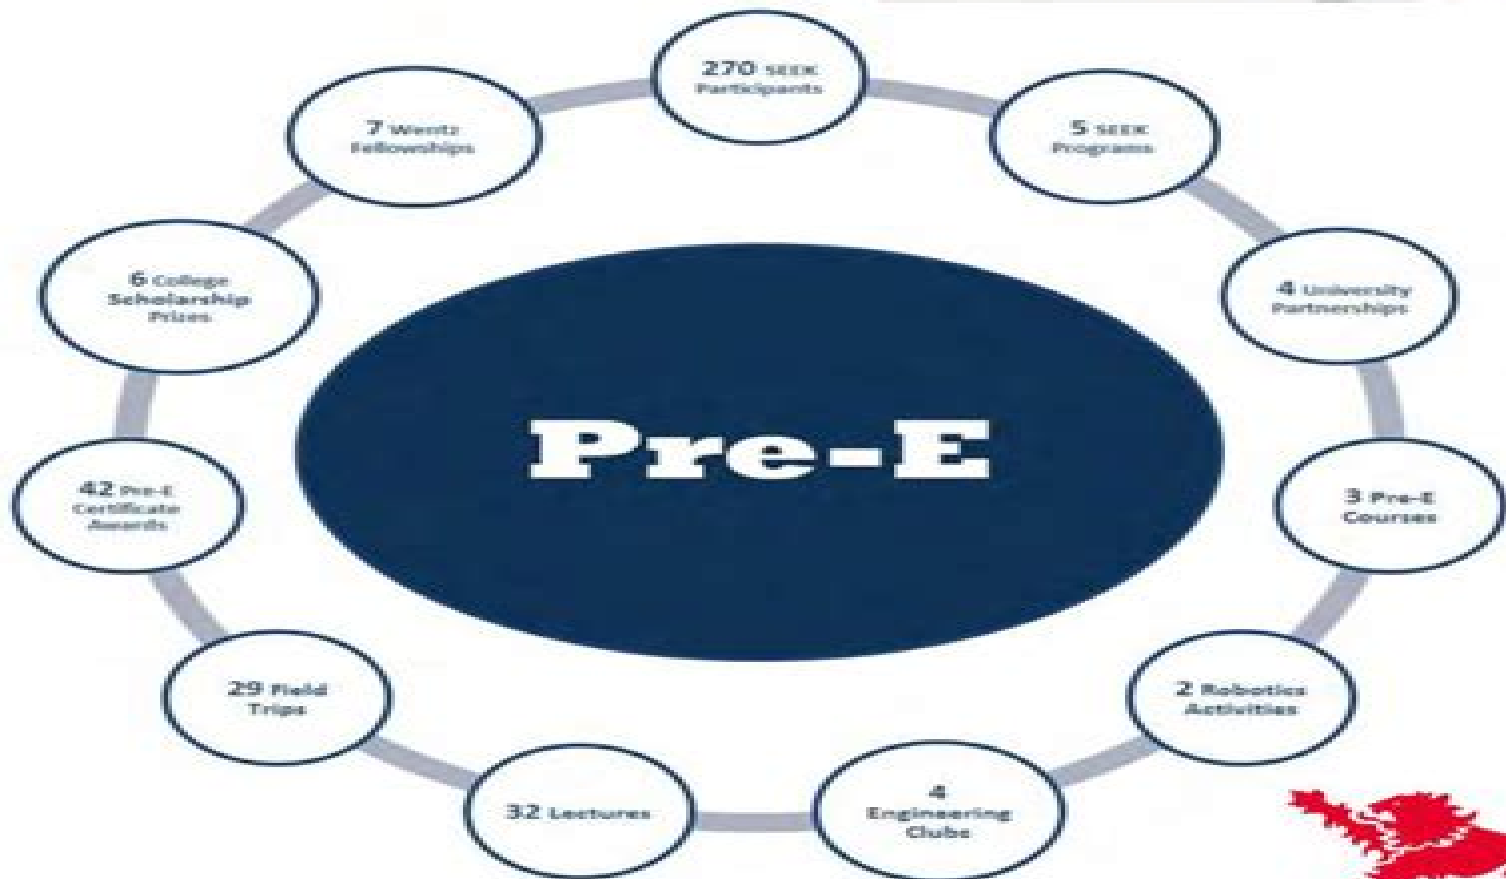 270 SEEK
Participants
5 SEEK
Programs
4 University
Partnerships
3 Pre-E
Courses
2 Robotics
Activities
4
Engineering
Clubs
32 Lectures
29 Field
Trips
42 Pre-E
Certificate
Awards
6 College
Scholarship
Prizes
7 Wentz
Fellowships
Pre-E